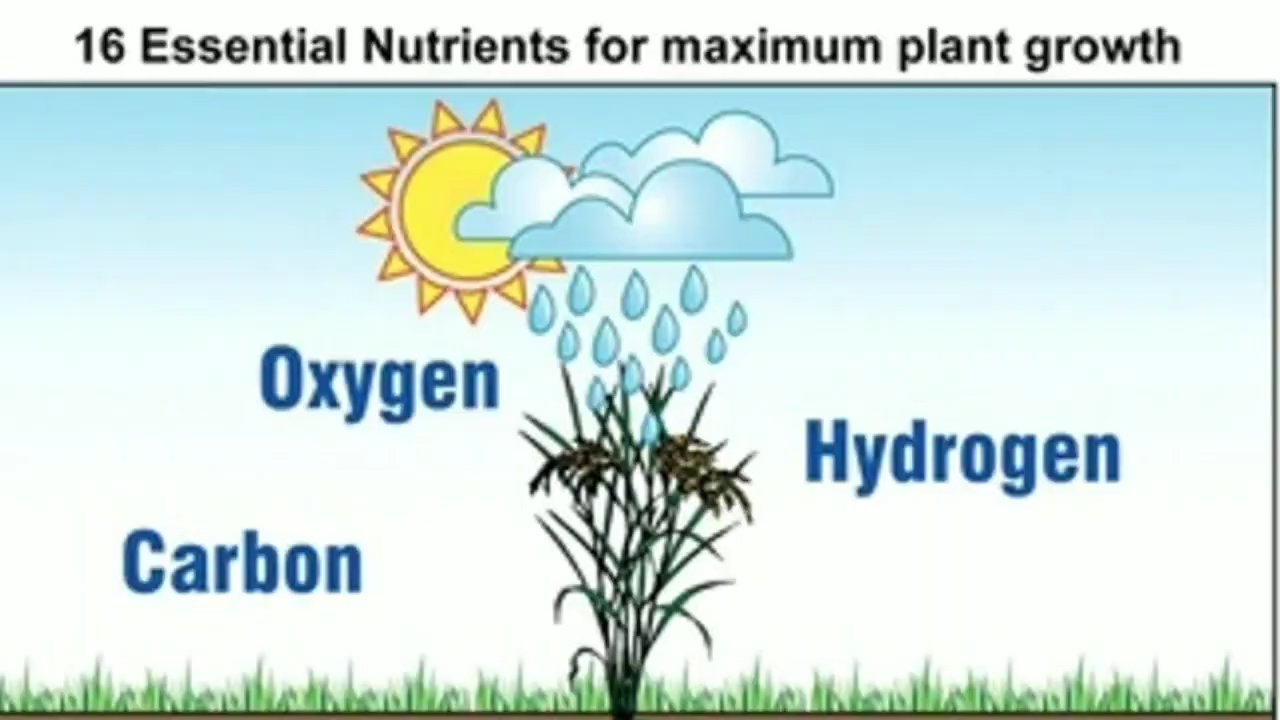 16 Essential Nutrients for maximum plant growth
Oxygen
Hydrogen
Carbon